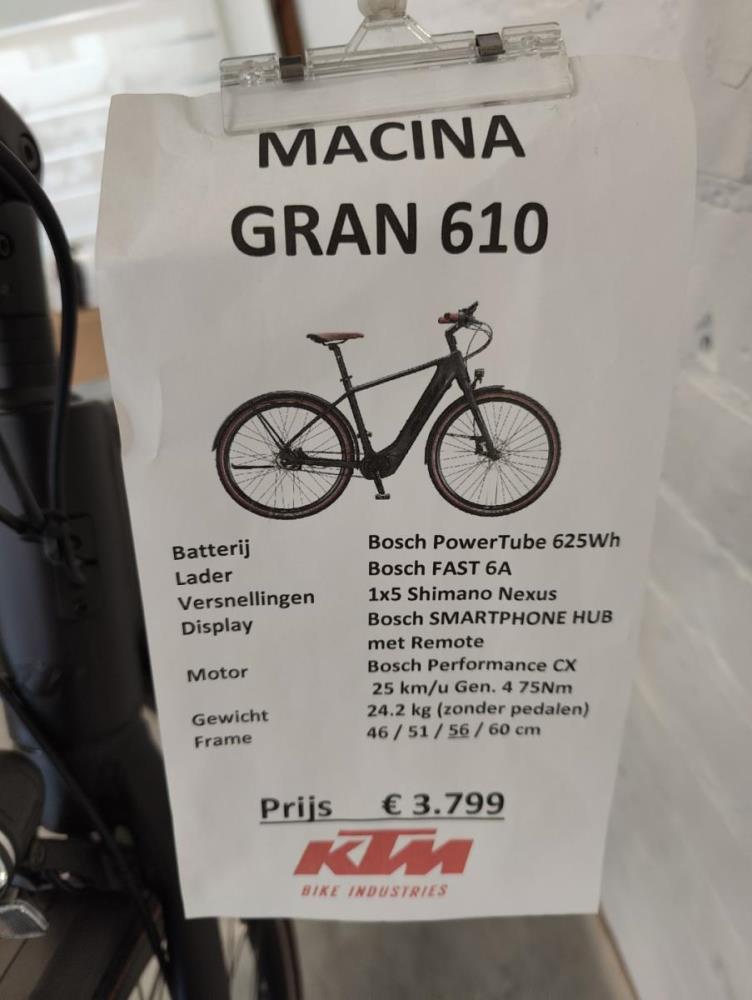 MACINA
GRAN 610
Batterij Bosch PowerTube 625Wh
Lader Bosch FAST 6A
Versnellingen 1x5 Shimano Nexus
Display Bosch SMARTPHONE HUB
met Remote
Motor Bosch Performance CX
25 km/u Gen. 4 75Nm
Gewicht 24.2 kg (zonder pedalen)
Frame 46 / 51 / 56 / 60 cm
Prijs € 3.799
KTM
BIKE INDUSTRIES